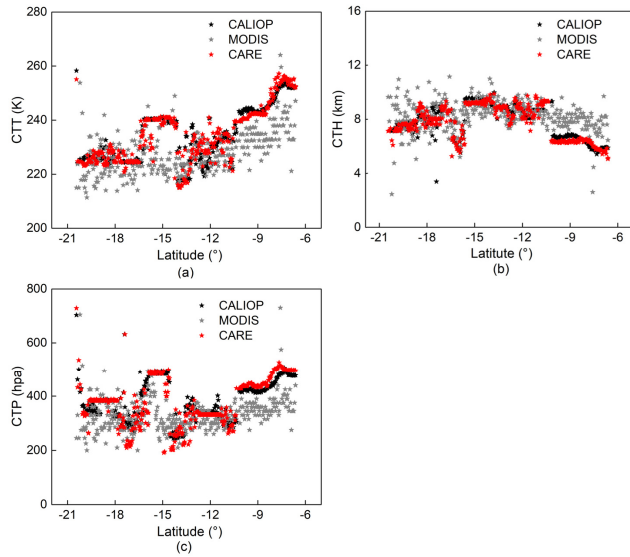 280
260
240
220
200
CTT (K)
CALIOP
MODIS
CARE
-21 -18 -15 -12 -9 -6
Latitude (°)
(a)
16
12
8
4
0
CTH (km)
CALIOP
MODIS
CARE
-21 -18 -15 -12 -9 -6
Latitute (°)
(b)
800
600
400
200
0
CTP (hpa)
CALIOP
MODIS
CARE
-21 -18 -15 -12 -9 -6
Latitude (°)
(c)